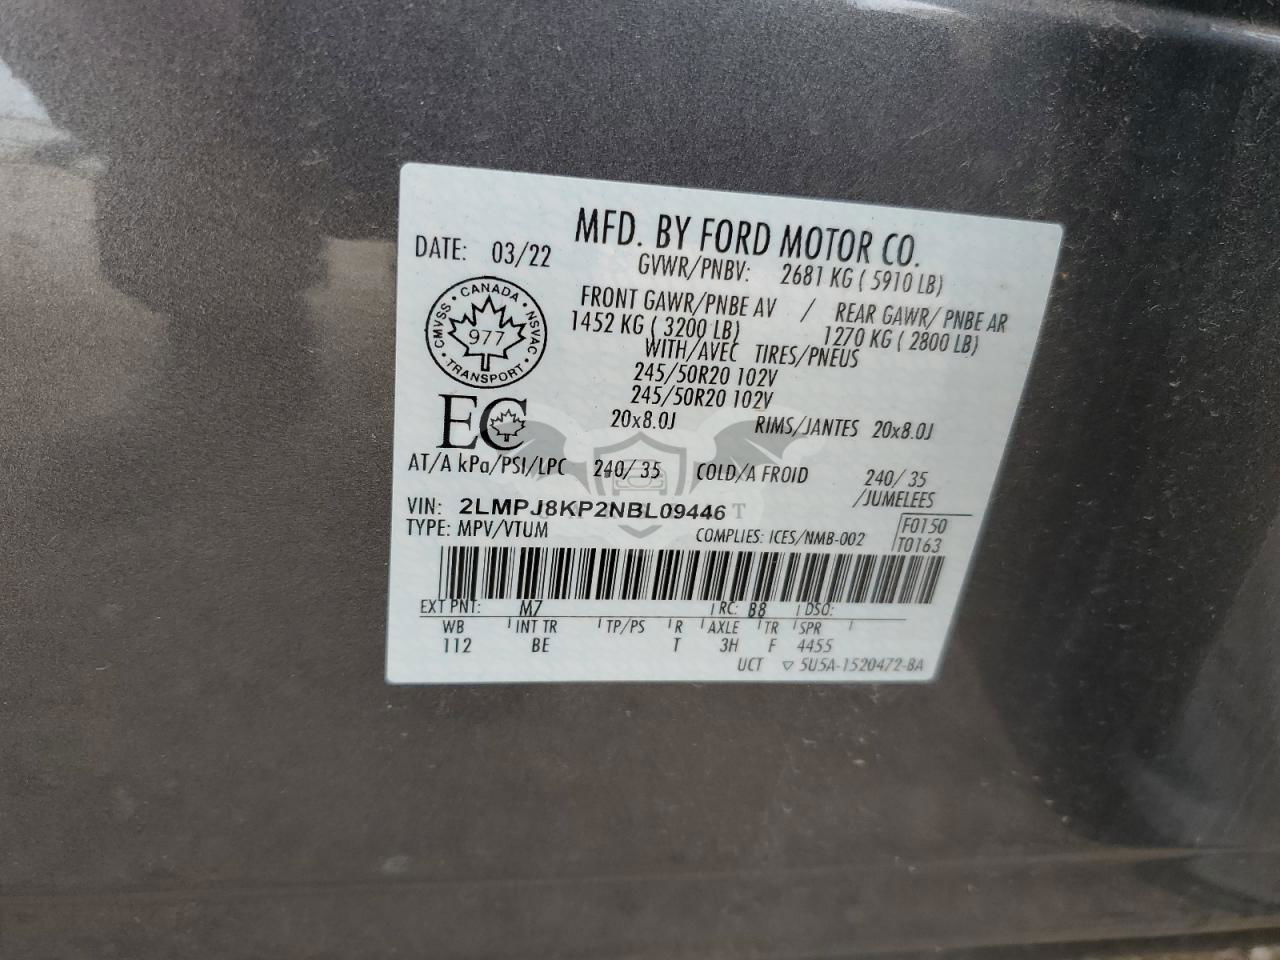 MFD. BY FORD MOTOR CO.
DATE: 03/22
GVWR/PNBV: 2681 KG ( 5910 LB)
FRONT GAWR/PNBE AV / REAR GAWR/ PNBE AR
1452 KG ( 3200 LB) 1270 KG ( 2800 LB)
WITH/AVEC TIRES/PNEUS
245/50R20 102V
245/50R20 102V
20x8.0J RIMS/JANTES 20x8.0J
CMVSS • CANADA • NSVAC • TRANSPORT •
977
EC
AT/A kPa/PSI/LPC 240/ 35 COLD/A FROID 240/ 35
/JUMELEES
VIN: 2LMPJ8KP2NBL09446
TYPE: MPV/VTUM COMPLIES: ICES/NMB-002
F0150
T0163
EXT PNT: M7 RC: B8 DSO:
WB INT TR TP/PS R AXLE TR SPR
112 BE T 3H F 4455
UCT ▽ 5U5A-1520472-BA